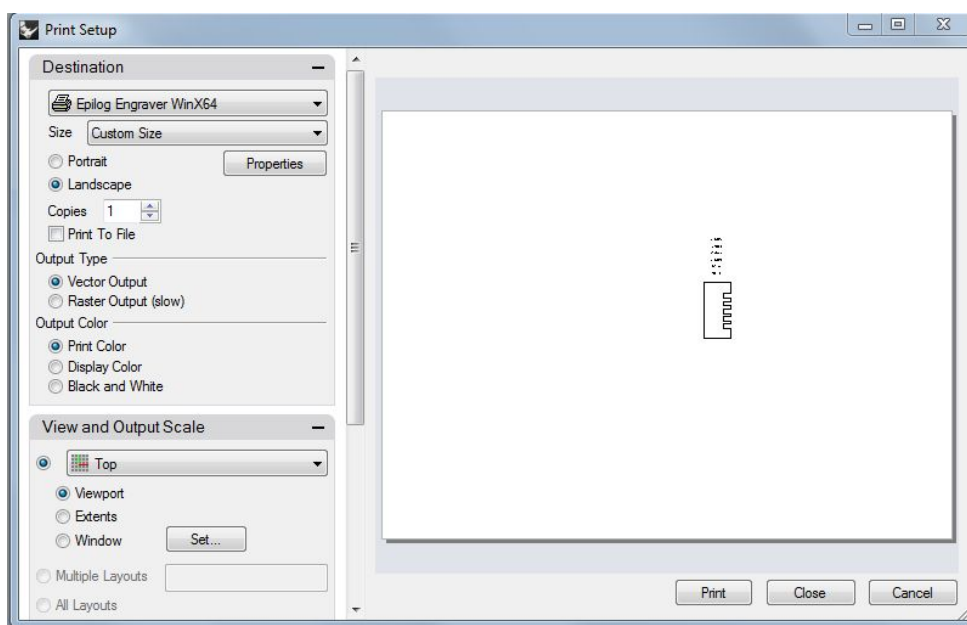 Print Setup
Destination
Epilog Engraver WinX64
Size Custom Size
Portrait Properties
Landscape
Copies 1
Print To File
Output Type
Vector Output
Raster Output (slow)
Output Color
Print Color
Display Color
Black and White
View and Output Scale
Top
Viewport
Extents
Window Set...
Multiple Layouts
All Layouts
Print Close Cancel